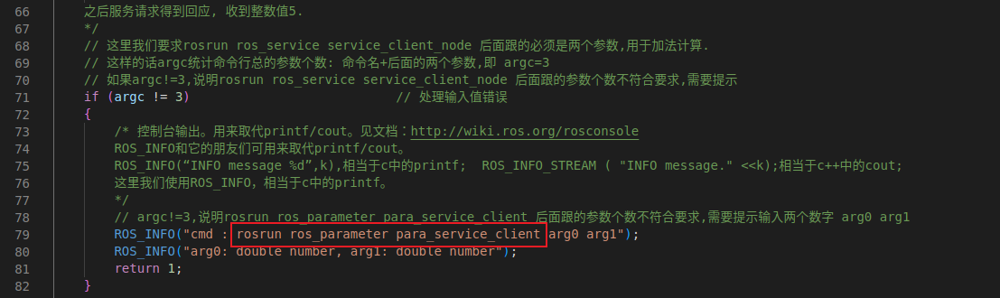 66 之后服务请求得到回应, 收到整数值5.
67 */
68 // 这里我们要求rosrun ros_service service_client_node 后面跟的必须是两个参数,用于加法计算.
69 // 这样的话argc统计命令行总的参数个数: 命令名+后面的两个参数,即 argc=3
70 // 如果argc!=3,说明rosrun ros_service service_client_node 后面跟的参数个数不符合要求,需要提示
71 if (argc != 3) // 处理输入值错误
72 {
73 /* 控制台输出。用来取代printf/cout。见文档：http://wiki.ros.org/rosconsole
74 ROS_INFO和它的朋友们可用来取代printf/cout。
75 ROS_INFO(“INFO message %d”,k),相当于c中的printf; ROS_INFO_STREAM ( "INFO message." <<k);相当于c++中的cout;
76 这里我们使用ROS_INFO，相当于c中的printf。
77 */
78 // argc!=3,说明rosrun ros_parameter para_service_client 后面跟的参数个数不符合要求,需要提示输入两个数字 arg0 arg1
79 ROS_INFO("cmd : rosrun ros_parameter para_service_client arg0 arg1");
80 ROS_INFO("arg0: double number, arg1: double number");
81 return 1;
82 }